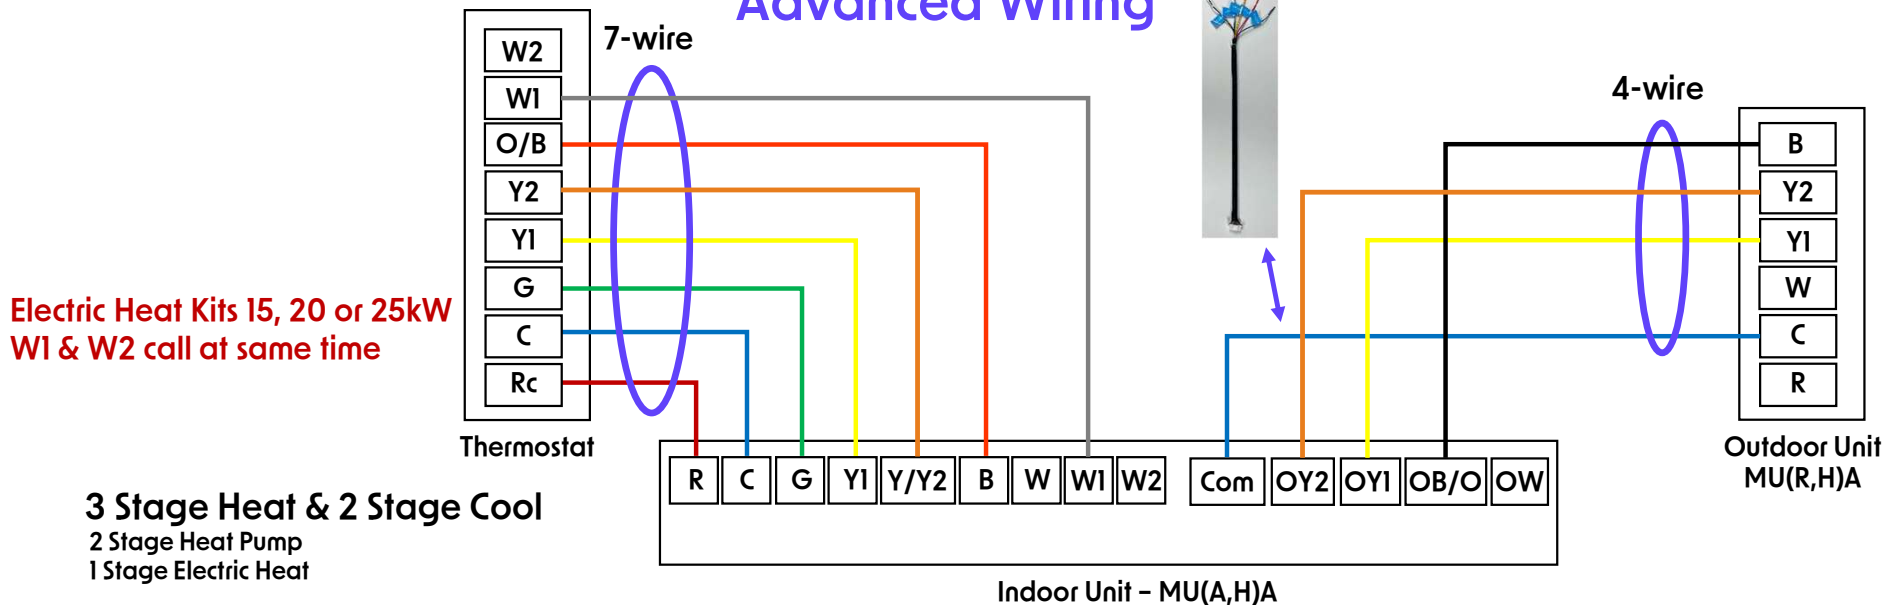 Advanced Wiring
7-wire
4-wire
W2
W1
O/B
Y2
Y1
G
C
Rc
Thermostat
Electric Heat Kits 15, 20 or 25kW
W1 & W2 call at same time
3 Stage Heat & 2 Stage Cool
2 Stage Heat Pump
1 Stage Electric Heat
R C G Y1 Y/Y2 B W W1 W2 Com OY2 OY1 OB/O OW
Indoor Unit – MU(A,H)A
B
Y2
Y1
W
C
R
Outdoor Unit
MU(R,H)A